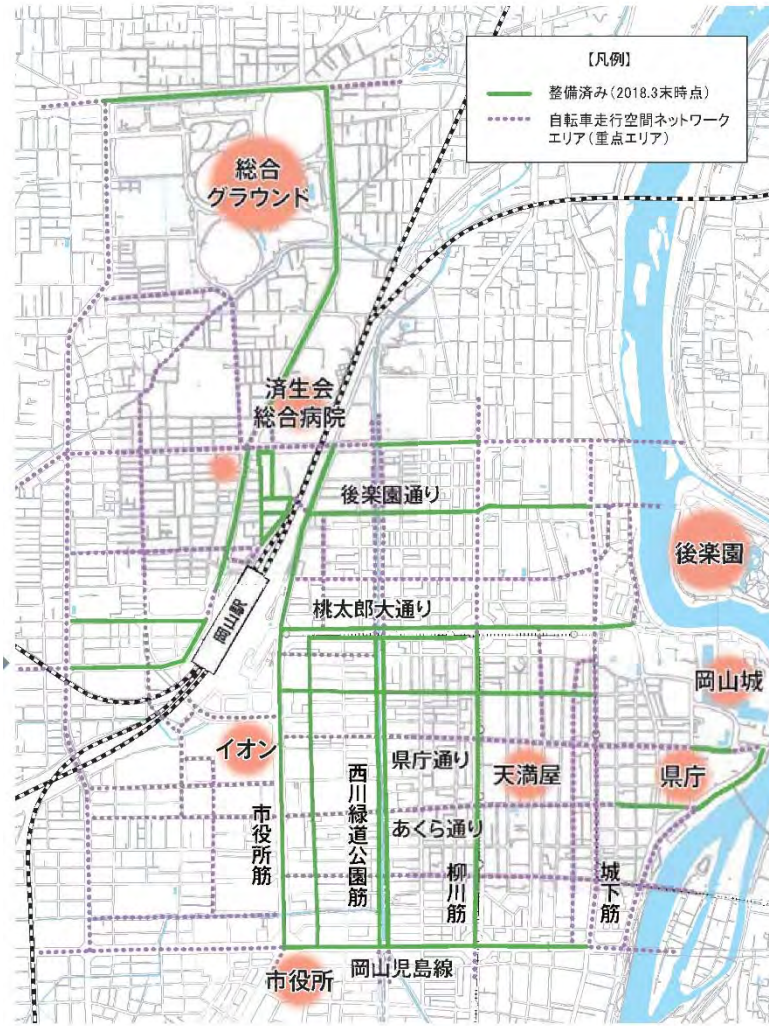 【凡例】
整備済み(2018.3末時点)
自転車走行空間ネットワーク
エリア(重点エリア)
総合
グラウンド
済生会
総合病院
後楽園通り
後楽園
岡山駅
桃太郎大通り
岡山城
イオン
県庁通り
天満屋
県庁
市役所筋
西川緑道公園筋
あくら通り
柳川筋
城下筋
市役所
岡山児島線